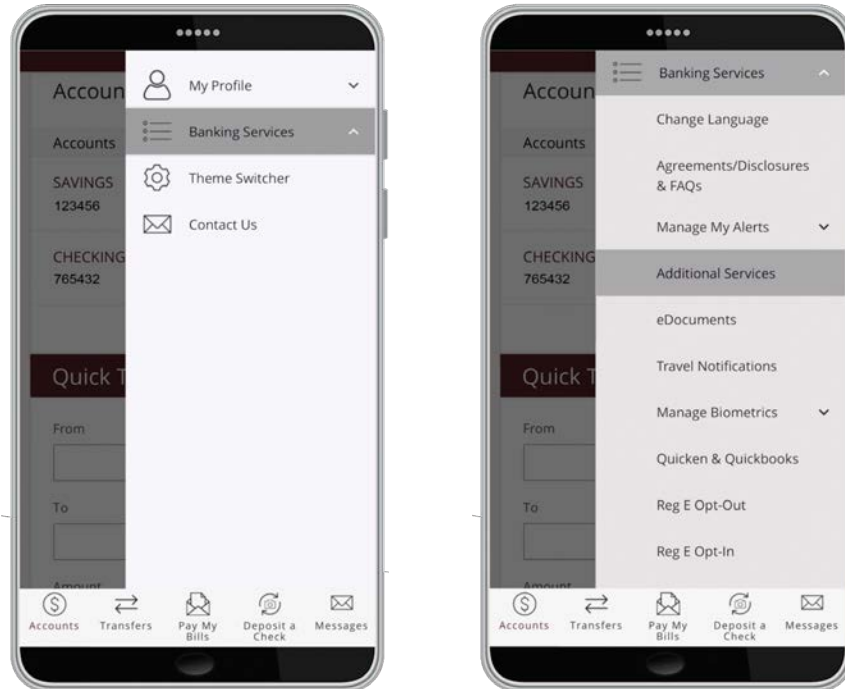 Accoun
Accounts
SAVINGS
123456
CHECKING
765432
Quick T
From
To
Amount
My Profile
Banking Services
Theme Switcher
Contact Us
Accounts
Transfers
Pay My
Bills
Deposit a
Check
Messages
Accoun
Accounts
SAVINGS
123456
CHECKING
765432
Quick T
From
To
Amount
Banking Services
Change Language
Agreements/Disclosures
& FAQs
Manage My Alerts
Additional Services
eDocuments
Travel Notifications
Manage Biometrics
Quicken & Quickbooks
Reg E Opt-Out
Reg E Opt-In
Accounts
Transfers
Pay My
Bills
Deposit a
Check
Messages